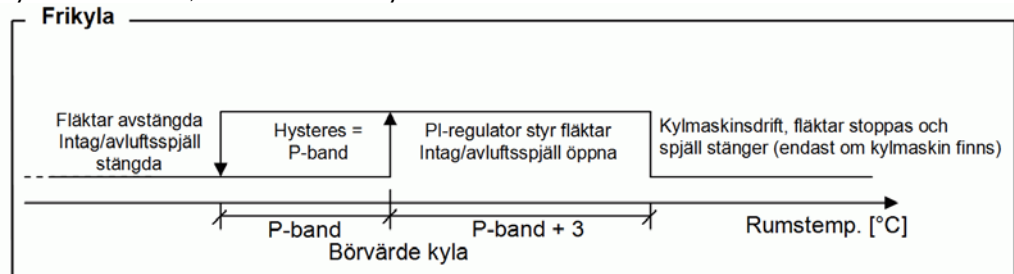 Frikyla
Fläktar avstängda
Intag/avluftsspjäll
stängda
Hysteres =
P-band
PI-regulator styr fläktar
Intag/avluftsspjäll öppna
Kylmaskinsdrift, fläktar stoppas och
spjäll stänger (endast om kylmaskin finns)
P-band
P-band + 3
Rumstemp. [°C]
Börvärde kyla